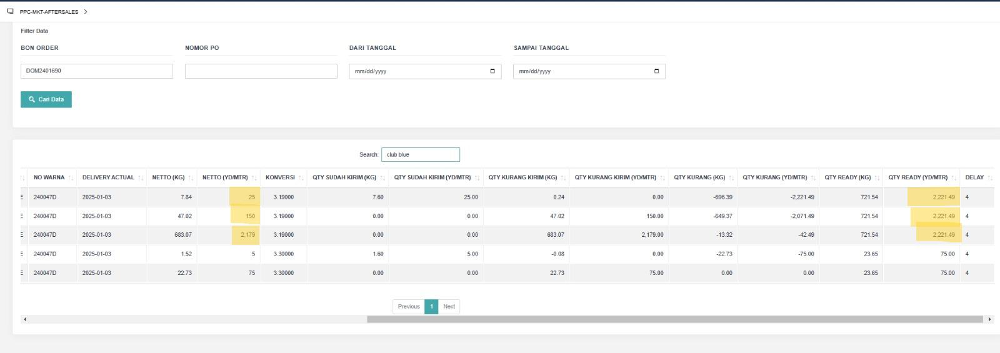 PPC-MKT-AFTERSALES
Filter Data
BON ORDER NOMOR PO DARI TANGGAL SAMPAI TANGGAL
DOM2401690 mm/dd/yyyy mm/dd/yyyy
Cari Data
Search: club blue
NO WARNA DELIVERY ACTUAL NETTO (KG) NETTO (YD/MTR) KONVERSI QTY SUDAH KIRIM (KG) QTY SUDAH KIRIM (YD/MTR) QTY KURANG KIRIM (KG) QTY KURANG KIRIM (YD/MTR) QTY KURANG (KG) QTY KURANG (YD/MTR) QTY READY (KG) QTY READY (YD/MTR) DELAY
E 240047D 2025-01-03 7.84 25 3.19000 7.60 25.00 0.24 0.00 -696.39 -2,221.49 721.54 2,221.49 4
E 240047D 2025-01-03 47.02 150 3.19000 0.00 0.00 47.02 150.00 -649.37 -2,071.49 721.54 2,221.49 4
E 240047D 2025-01-03 683.07 2,179 3.19000 0.00 0.00 683.07 2,179.00 -13.32 -42.49 721.54 2,221.49 4
E 240047D 2025-01-03 1.52 5 3.30000 1.60 5.00 -0.08 0.00 -22.73 -75.00 23.65 75.00 4
E 240047D 2025-01-03 22.73 75 3.30000 0.00 0.00 22.73 75.00 0.00 0.00 23.65 75.00 4
Previous 1 Next